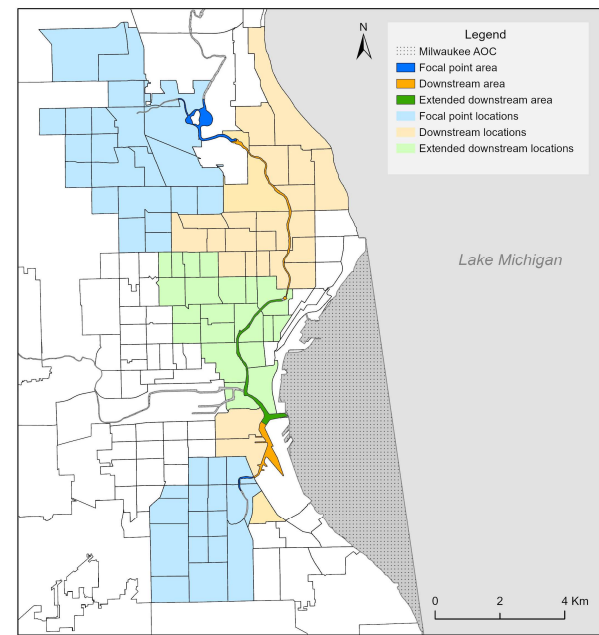 N
Legend
Milwaukee AOC
Focal point area
Downstream area
Extended downstream area
Focal point locations
Downstream locations
Extended downstream locations
Lake Michigan
0 2 4 Km